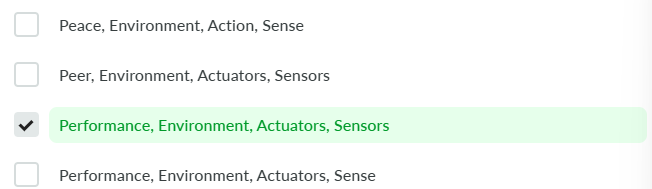 Peace, Environment, Action, Sense
Peer, Environment, Actuators, Sensors
Performance, Environment, Actuators, Sensors
Performance, Environment, Actuators, Sense